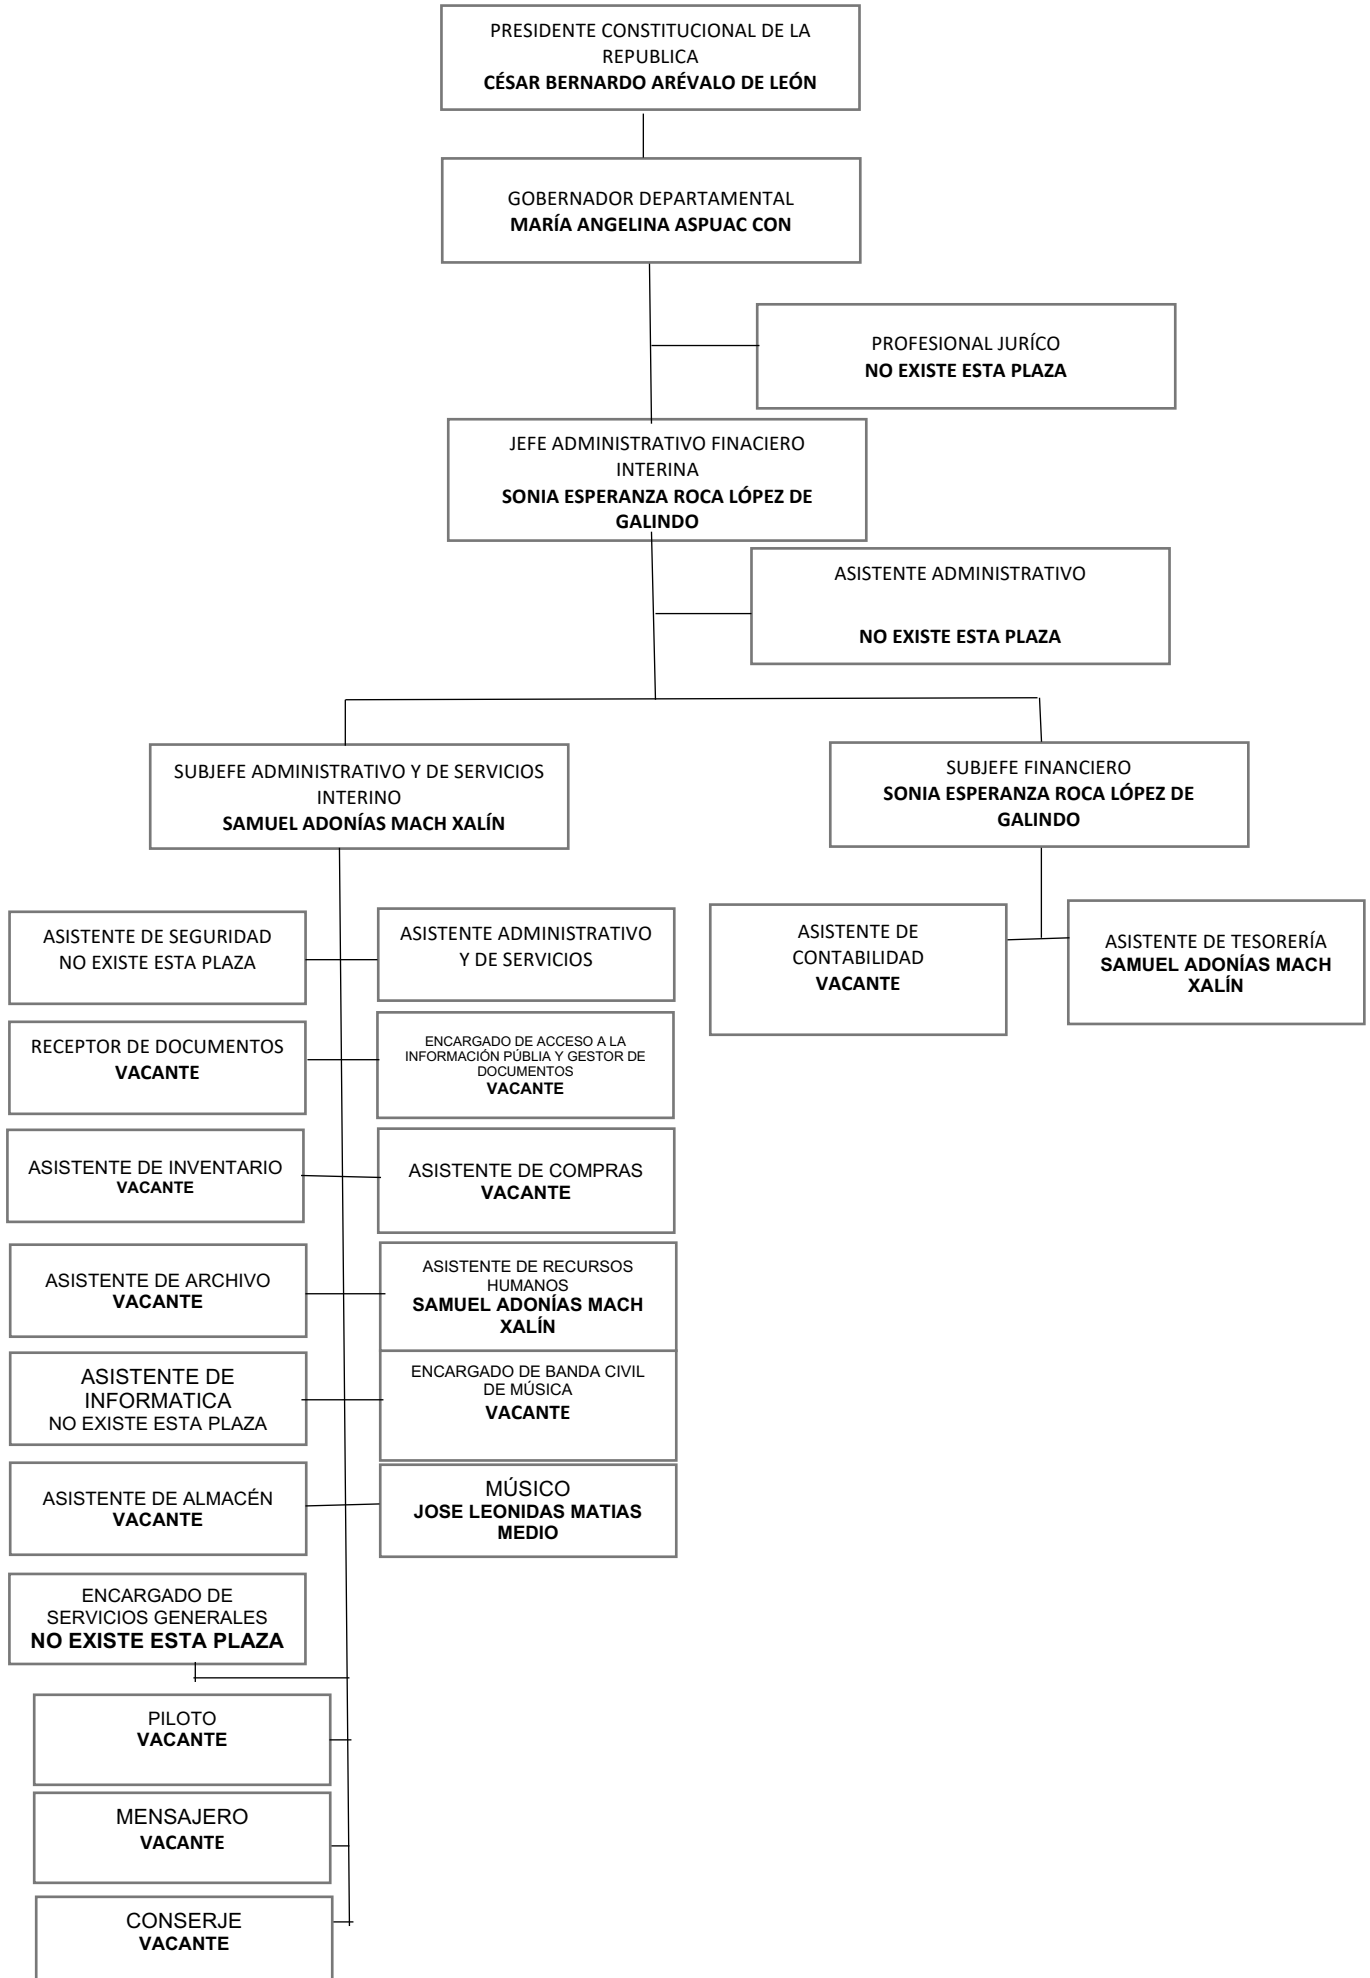 PRESIDENTE CONSTITUCIONAL DE LA
REPUBLICA
CÉSAR BERNARDO ARÉVALO DE LEÓN
GOBERNADOR DEPARTAMENTAL
MARÍA ANGELINA ASPUAC CON
PROFESIONAL JURÍCO
NO EXISTE ESTA PLAZA
JEFE ADMINISTRATIVO FINACIERO
INTERINA
SONIA ESPERANZA ROCA LÓPEZ DE
GALINDO
ASISTENTE ADMINISTRATIVO
NO EXISTE ESTA PLAZA
SUBJEFE ADMINISTRATIVO Y DE SERVICIOS
INTERINO
SAMUEL ADONÍAS MACH XALÍN
SUBJEFE FINANCIERO
SONIA ESPERANZA ROCA LÓPEZ DE
GALINDO
ASISTENTE DE SEGURIDAD
NO EXISTE ESTA PLAZA
ASISTENTE ADMINISTRATIVO
Y DE SERVICIOS
ASISTENTE DE
CONTABILIDAD
VACANTE
ASISTENTE DE TESORERÍA
SAMUEL ADONÍAS MACH
XALÍN
RECEPTOR DE DOCUMENTOS
VACANTE
ENCARGADO DE ACCESO A LA
INFORMACIÓN PÚBLIA Y GESTOR DE
DOCUMENTOS
VACANTE
ASISTENTE DE INVENTARIO
VACANTE
ASISTENTE DE COMPRAS
VACANTE
ASISTENTE DE ARCHIVO
VACANTE
ASISTENTE DE RECURSOS
HUMANOS
SAMUEL ADONÍAS MACH
XALÍN
ASISTENTE DE
INFORMATICA
NO EXISTE ESTA PLAZA
ENCARGADO DE BANDA CIVIL
DE MÚSICA
VACANTE
ASISTENTE DE ALMACÉN
VACANTE
MÚSICO
JOSE LEONIDAS MATIAS
MEDIO
ENCARGADO DE
SERVICIOS GENERALES
NO EXISTE ESTA PLAZA
PILOTO
VACANTE
MENSAJERO
VACANTE
CONSERJE
VACANTE